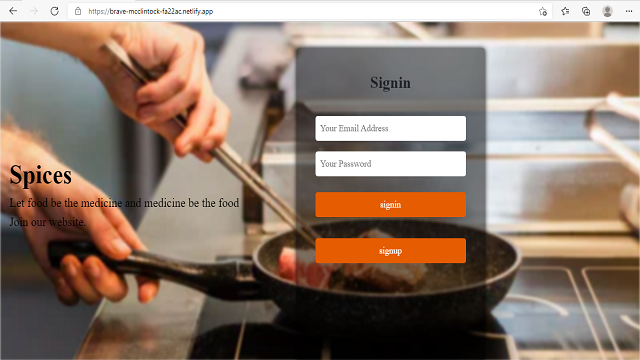 https://brave-mcclintock-fa22ac.netlify.app
Signin
Your Email Address
Your Password
signin
signup
Spices
Let food be the medicine and medicine be the food
Join our website.